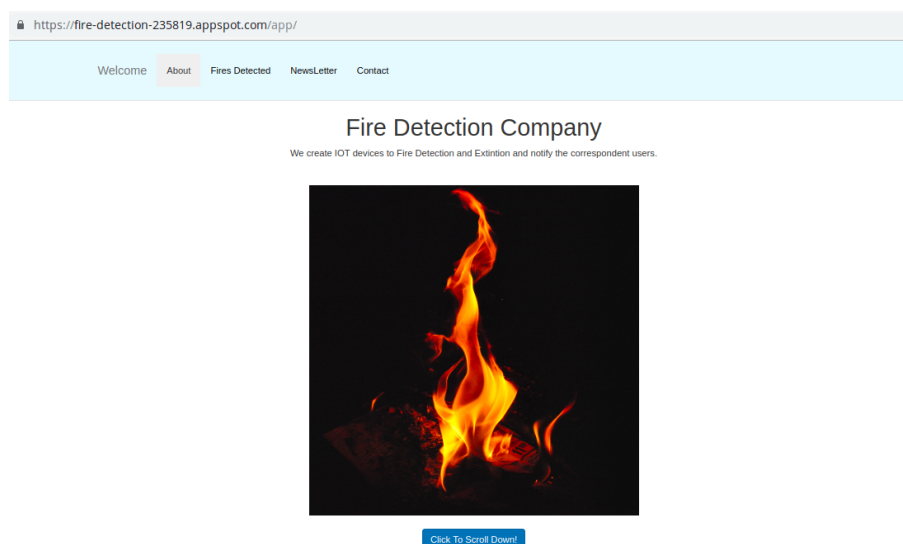 https://fire-detection-235819.appspot.com/app/
Welcome About Fires Detected NewsLetter Contact
Fire Detection Company
We create IOT devices to Fire Detection and Extintion and notify the correspondent users.
Click To Scroll Down!